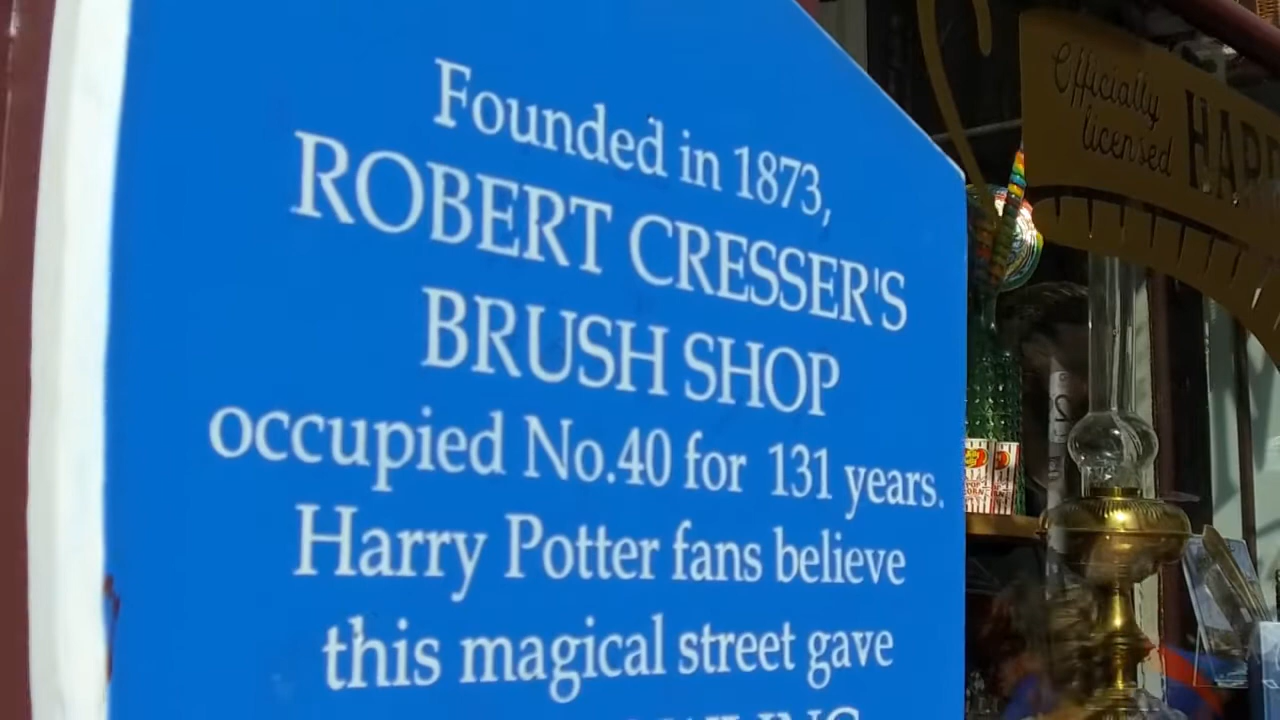 Founded in 1873,
ROBERT CRESSER'S
BRUSH SHOP
occupied No.40 for 131 years.
Harry Potter fans believe
this magical street gave
Officially
licensed